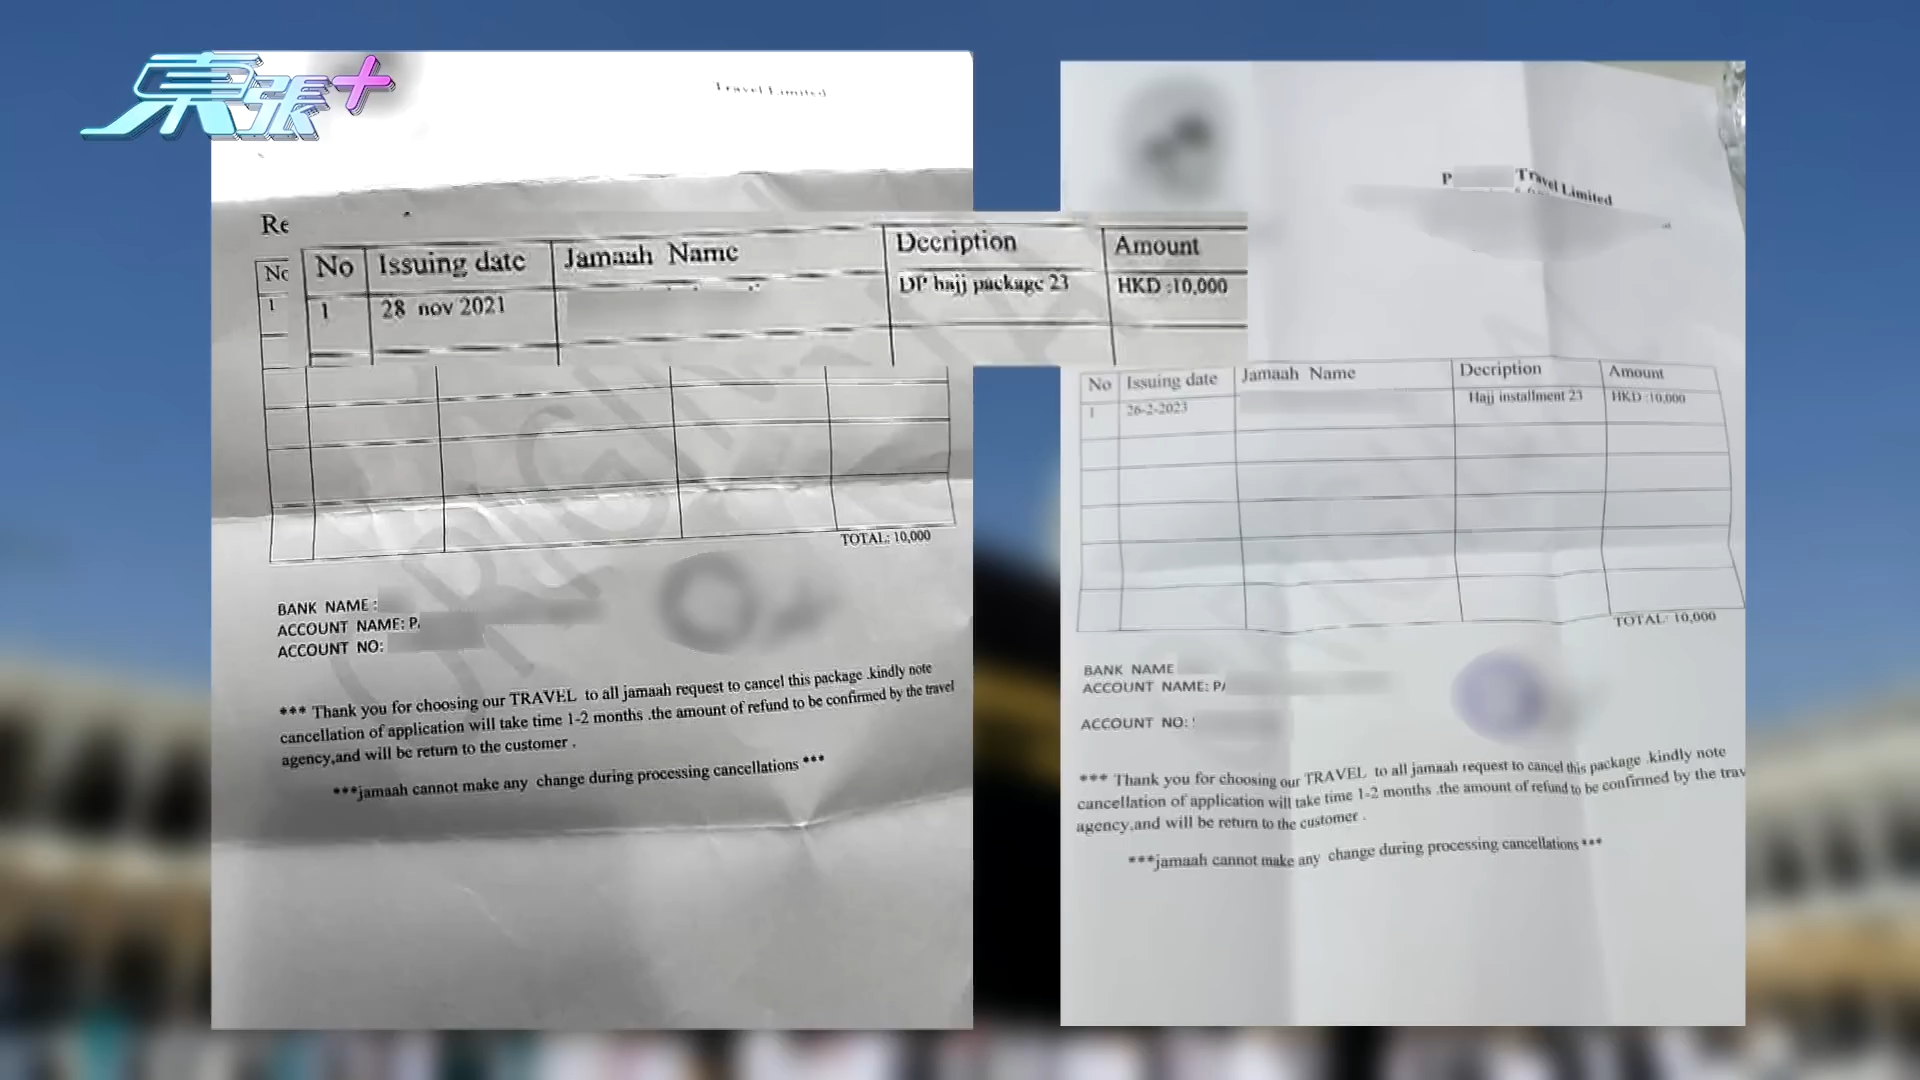 東張+
Travel Limited
Re
No
1
No Issuing date Jamaah Name Decription Amount
1 28 nov 2021 DP hajj package 23 HKD :10,000
TOTAL: 10,000
BANK NAME :
ACCOUNT NAME: PA
ACCOUNT NO:
*** Thank you for choosing our TRAVEL to all jamaah request to cancel this package .kindly note
cancellation of application will take time 1-2 months .the amount of refund to be confirmed by the travel
agency,and will be return to the customer .
***jamaah cannot make any change during processing cancellations ***
ORIGINAL
P Travel Limited
No Issuing date Jamaah Name Decription Amount
1 26-2-2023 Hajj installment 23 HKD :10,000
TOTAL: 10,000
BANK NAME
ACCOUNT NAME: PA
ACCOUNT NO:
*** Thank you for choosing our TRAVEL to all jamaah request to cancel this package .kindly note
cancellation of application will take time 1-2 months .the amount of refund to be confirmed by the trav
agency,and will be return to the customer .
***jamaah cannot make any change during processing cancellations ***
ORIGINAL